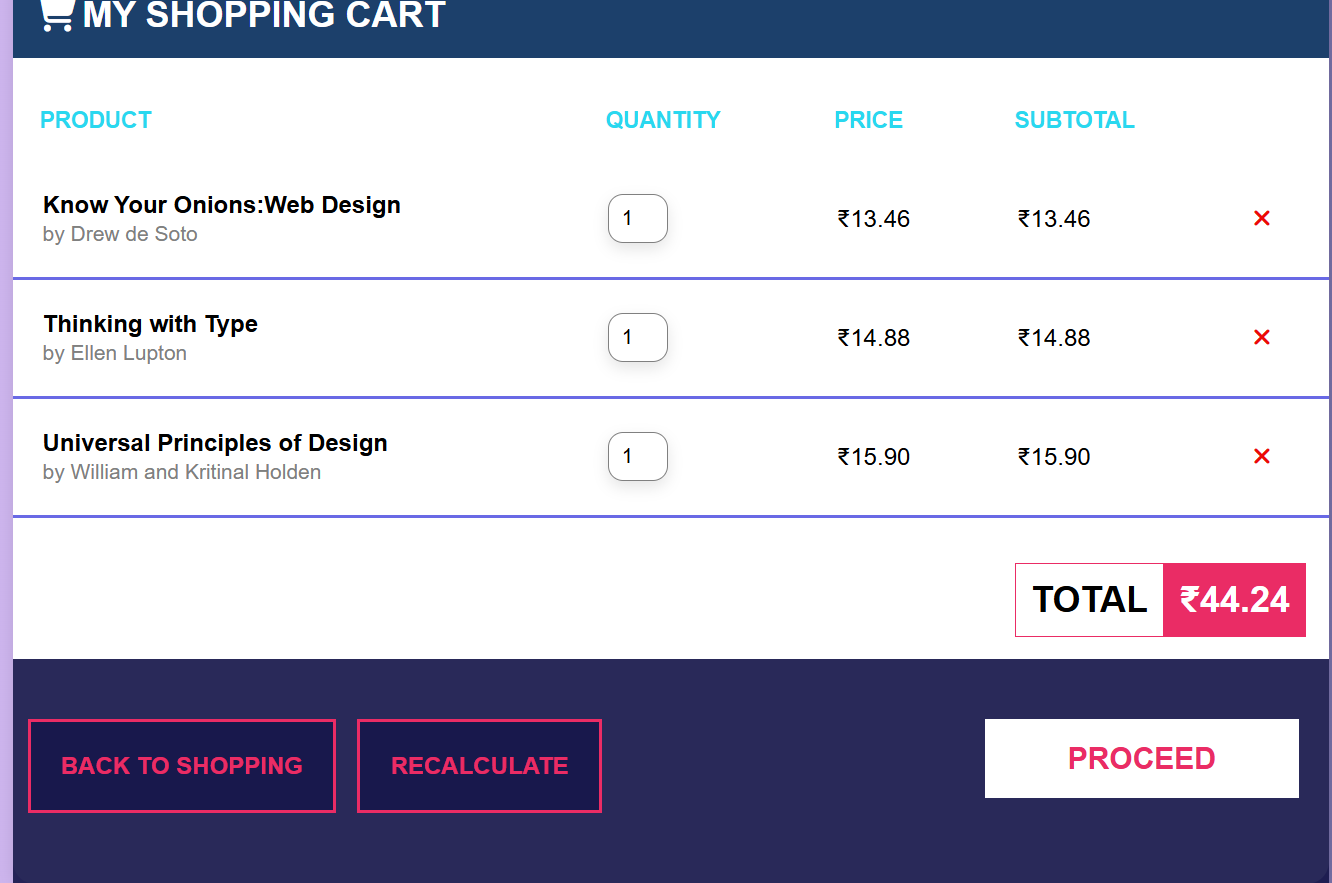 MY SHOPPING CART
PRODUCT QUANTITY PRICE SUBTOTAL
Know Your Onions:Web Design
by Drew de Soto
1 ₹13.46 ₹13.46 ×
Thinking with Type
by Ellen Lupton
1 ₹14.88 ₹14.88 ×
Universal Principles of Design
by William and Kritinal Holden
1 ₹15.90 ₹15.90 ×
TOTAL ₹44.24
BACK TO SHOPPING RECALCULATE PROCEED